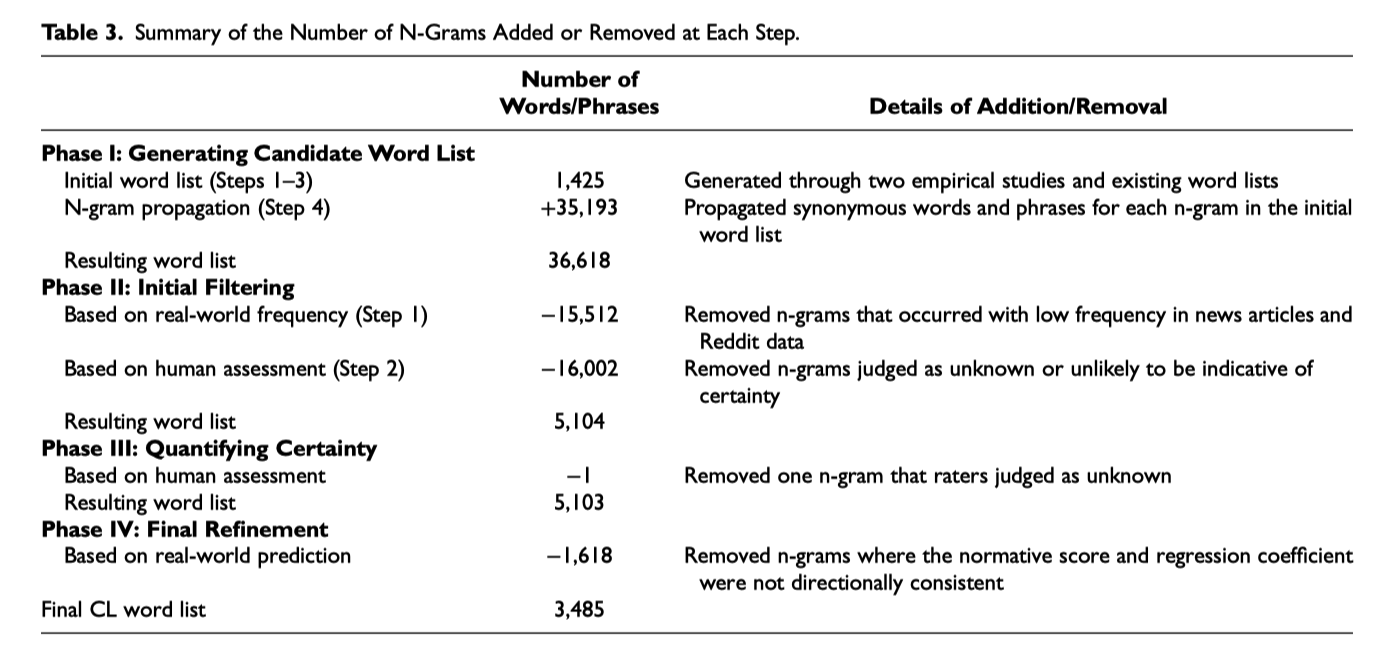 Table 3. Summary of the Number of N-Grams Added or Removed at Each Step.
Number of
Words/Phrases Details of Addition/Removal
Phase I: Generating Candidate Word List
Initial word list (Steps 1–3) 1,425 Generated through two empirical studies and existing word lists
N-gram propagation (Step 4) +35,193 Propagated synonymous words and phrases for each n-gram in the initial
word list
Resulting word list 36,618
Phase II: Initial Filtering
Based on real-world frequency (Step 1) −15,512 Removed n-grams that occurred with low frequency in news articles and
Reddit data
Based on human assessment (Step 2) −16,002 Removed n-grams judged as unknown or unlikely to be indicative of
certainty
Resulting word list 5,104
Phase III: Quantifying Certainty
Based on human assessment −1 Removed one n-gram that raters judged as unknown
Resulting word list 5,103
Phase IV: Final Refinement
Based on real-world prediction −1,618 Removed n-grams where the normative score and regression coefficient
were not directionally consistent
Final CL word list 3,485